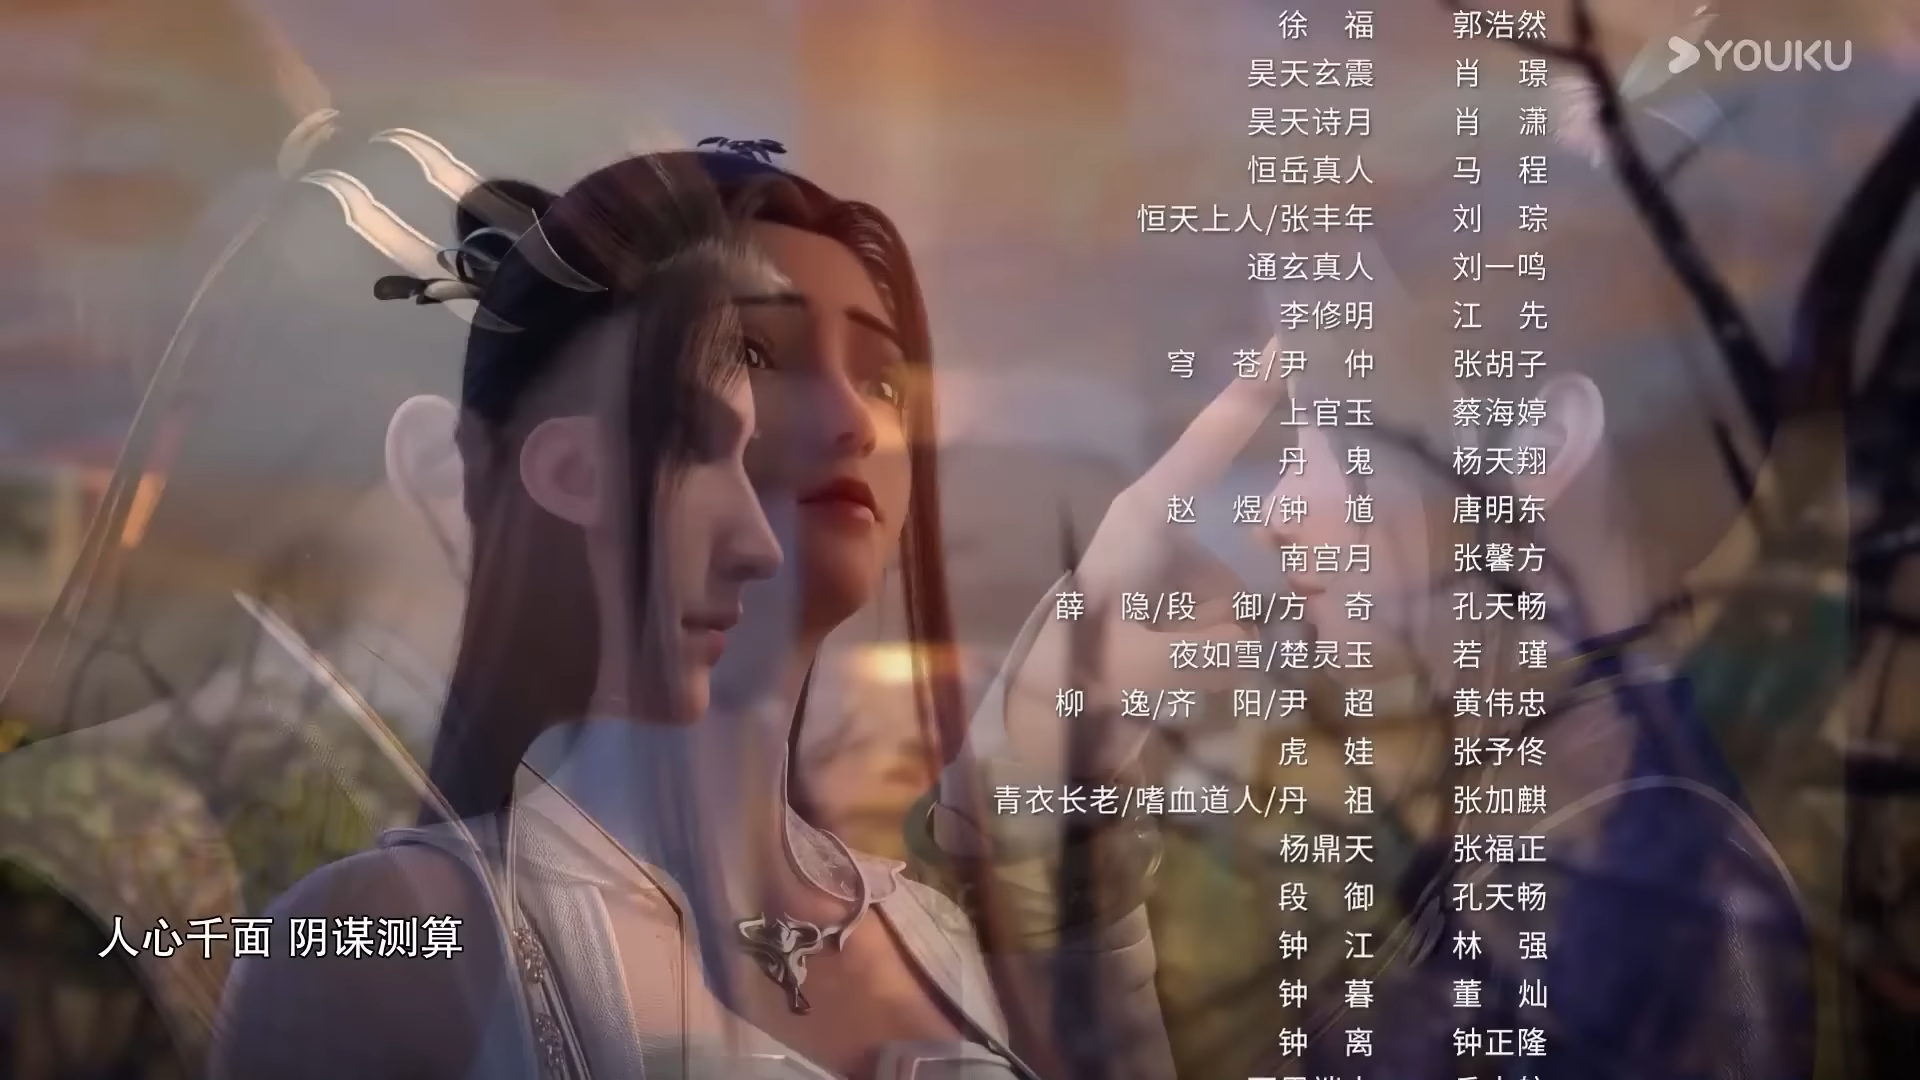 徐 福 郭浩然
YOUKU
昊天玄震 肖 璟
昊天诗月 肖 潇
恒岳真人 马 程
恒天上人/张丰年 刘 琮
通玄真人 刘一鸣
李修明 江 先
穹 苍/尹 仲 张胡子
上官玉 蔡海婷
丹 鬼 杨天翔
赵 煜/钟 馗 唐明东
南宫月 张馨方
薛 隐/段 御/方 奇 孔天畅
夜如雪/楚灵玉 若 瑾
柳 逸/齐 阳/尹 超 黄伟忠
虎 娃 张予佟
青衣长老/嗜血道人/丹 祖 张加麒
杨鼎天 张福正
段 御 孔天畅
钟 江 林 强
钟 暮 董 灿
钟 离 钟正隆
人心千面 阴谋测算